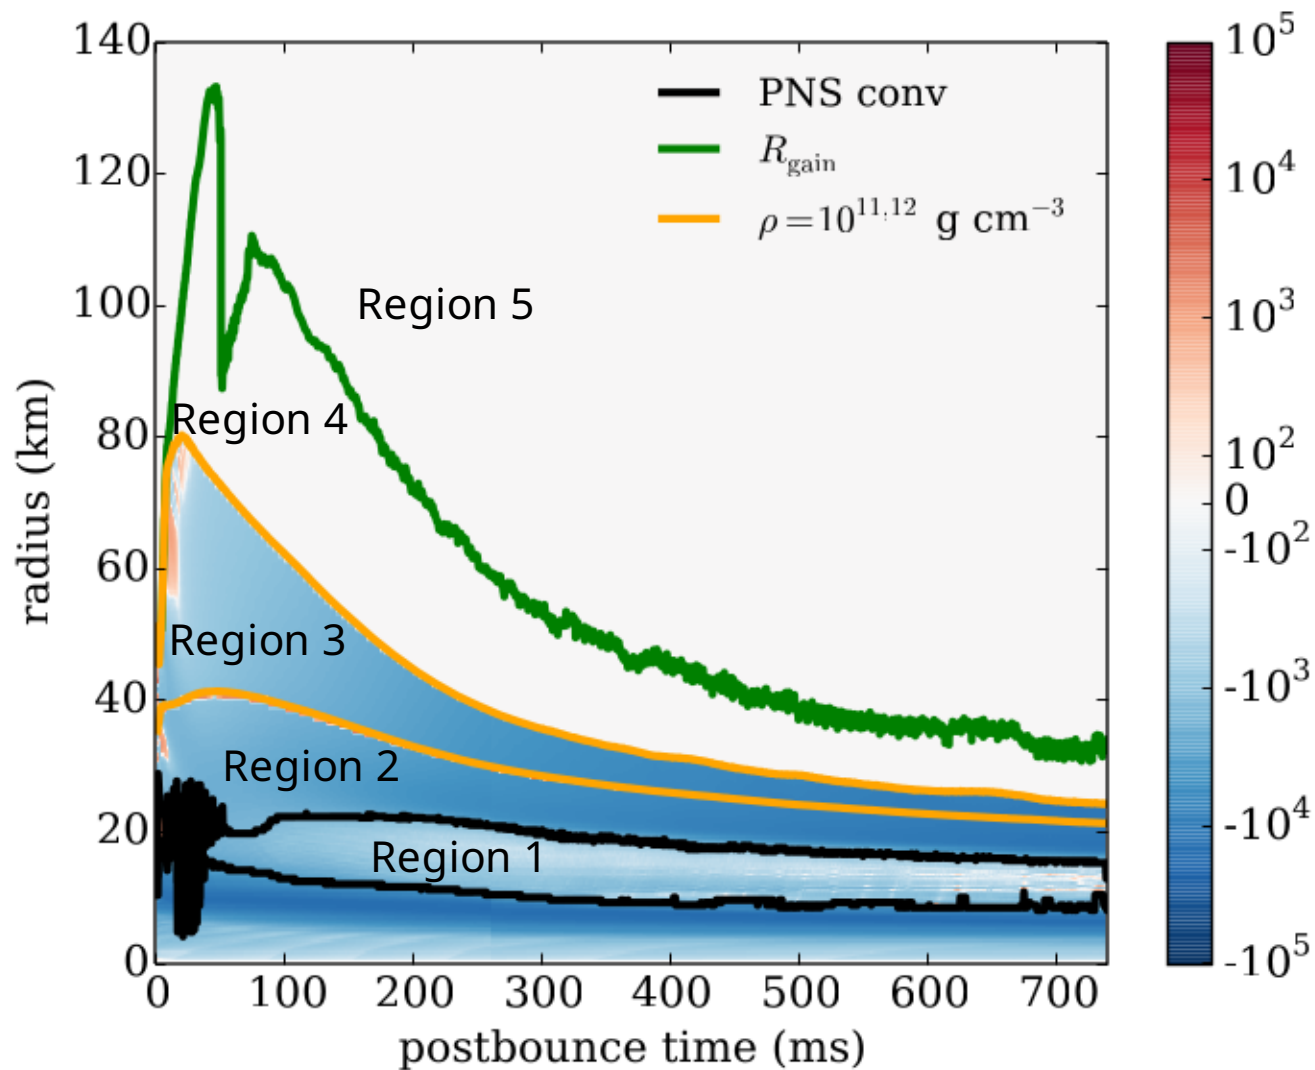 140
120
100
80
60
40
20
0
radius (km)
0 100 200 300 400 500 600 700
postbounce time (ms)
PNS conv
R_gain
ρ=10^{11,12} g cm^{-3}
Region 5
Region 4
Region 3
Region 2
Region 1
10^5
10^4
10^3
10^2
0
-10^2
-10^3
-10^4
-10^5